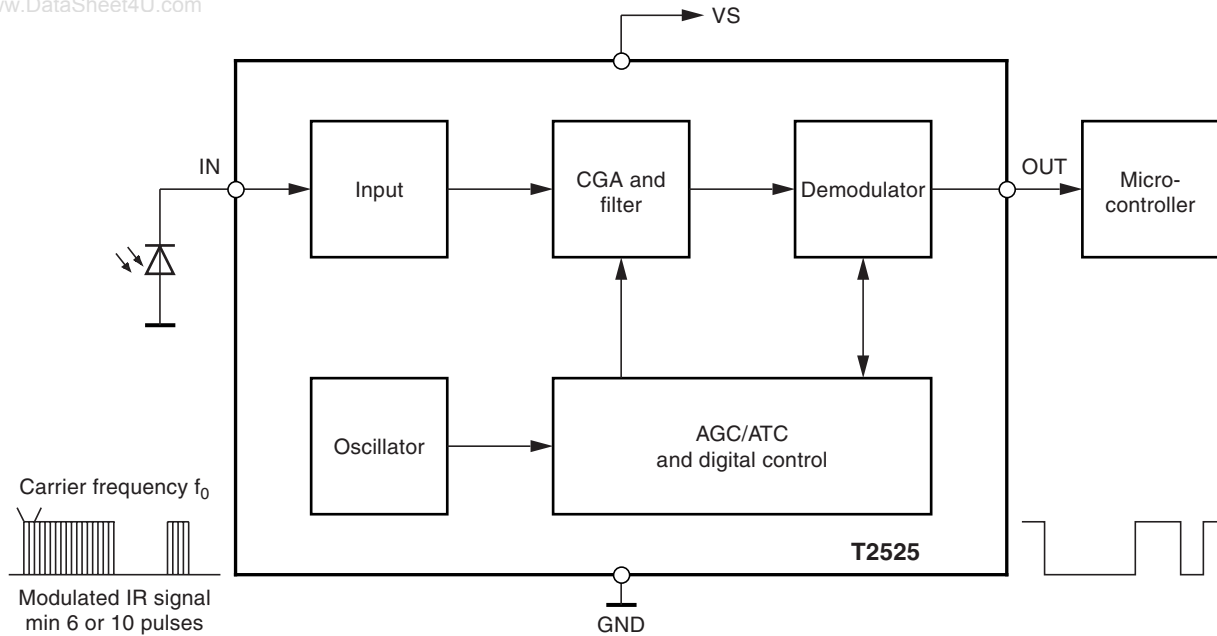 ww.DataSheet4U.com
VS
IN
Input
CGA and
filter
Demodulator
OUT
Micro-
controller
Oscillator
AGC/ATC
and digital control
Carrier frequency f₀
T2525
Modulated IR signal
min 6 or 10 pulses
GND